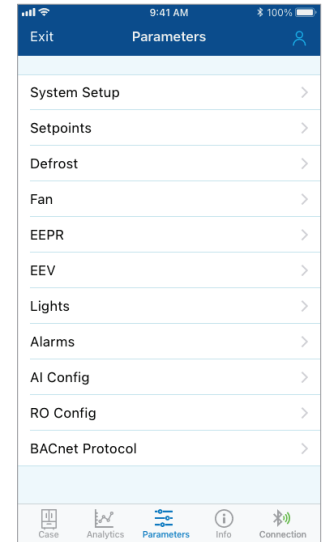 9:41 AM 100%
Exit Parameters
System Setup
Setpoints
Defrost
Fan
EEPR
EEV
Lights
Alarms
AI Config
RO Config
BACnet Protocol
Case Analytics Parameters Info Connection